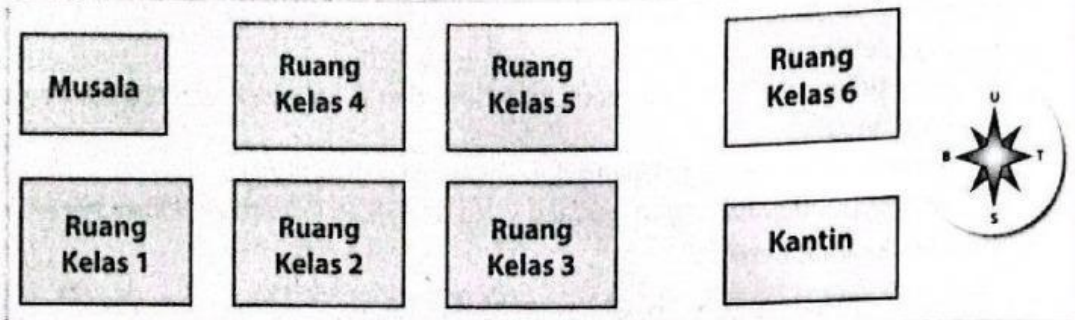 Musala
Ruang
Kelas 4
Ruang
Kelas 5
Ruang
Kelas 6
Ruang
Kelas 1
Ruang
Kelas 2
Ruang
Kelas 3
Kantin
U
B
T
S